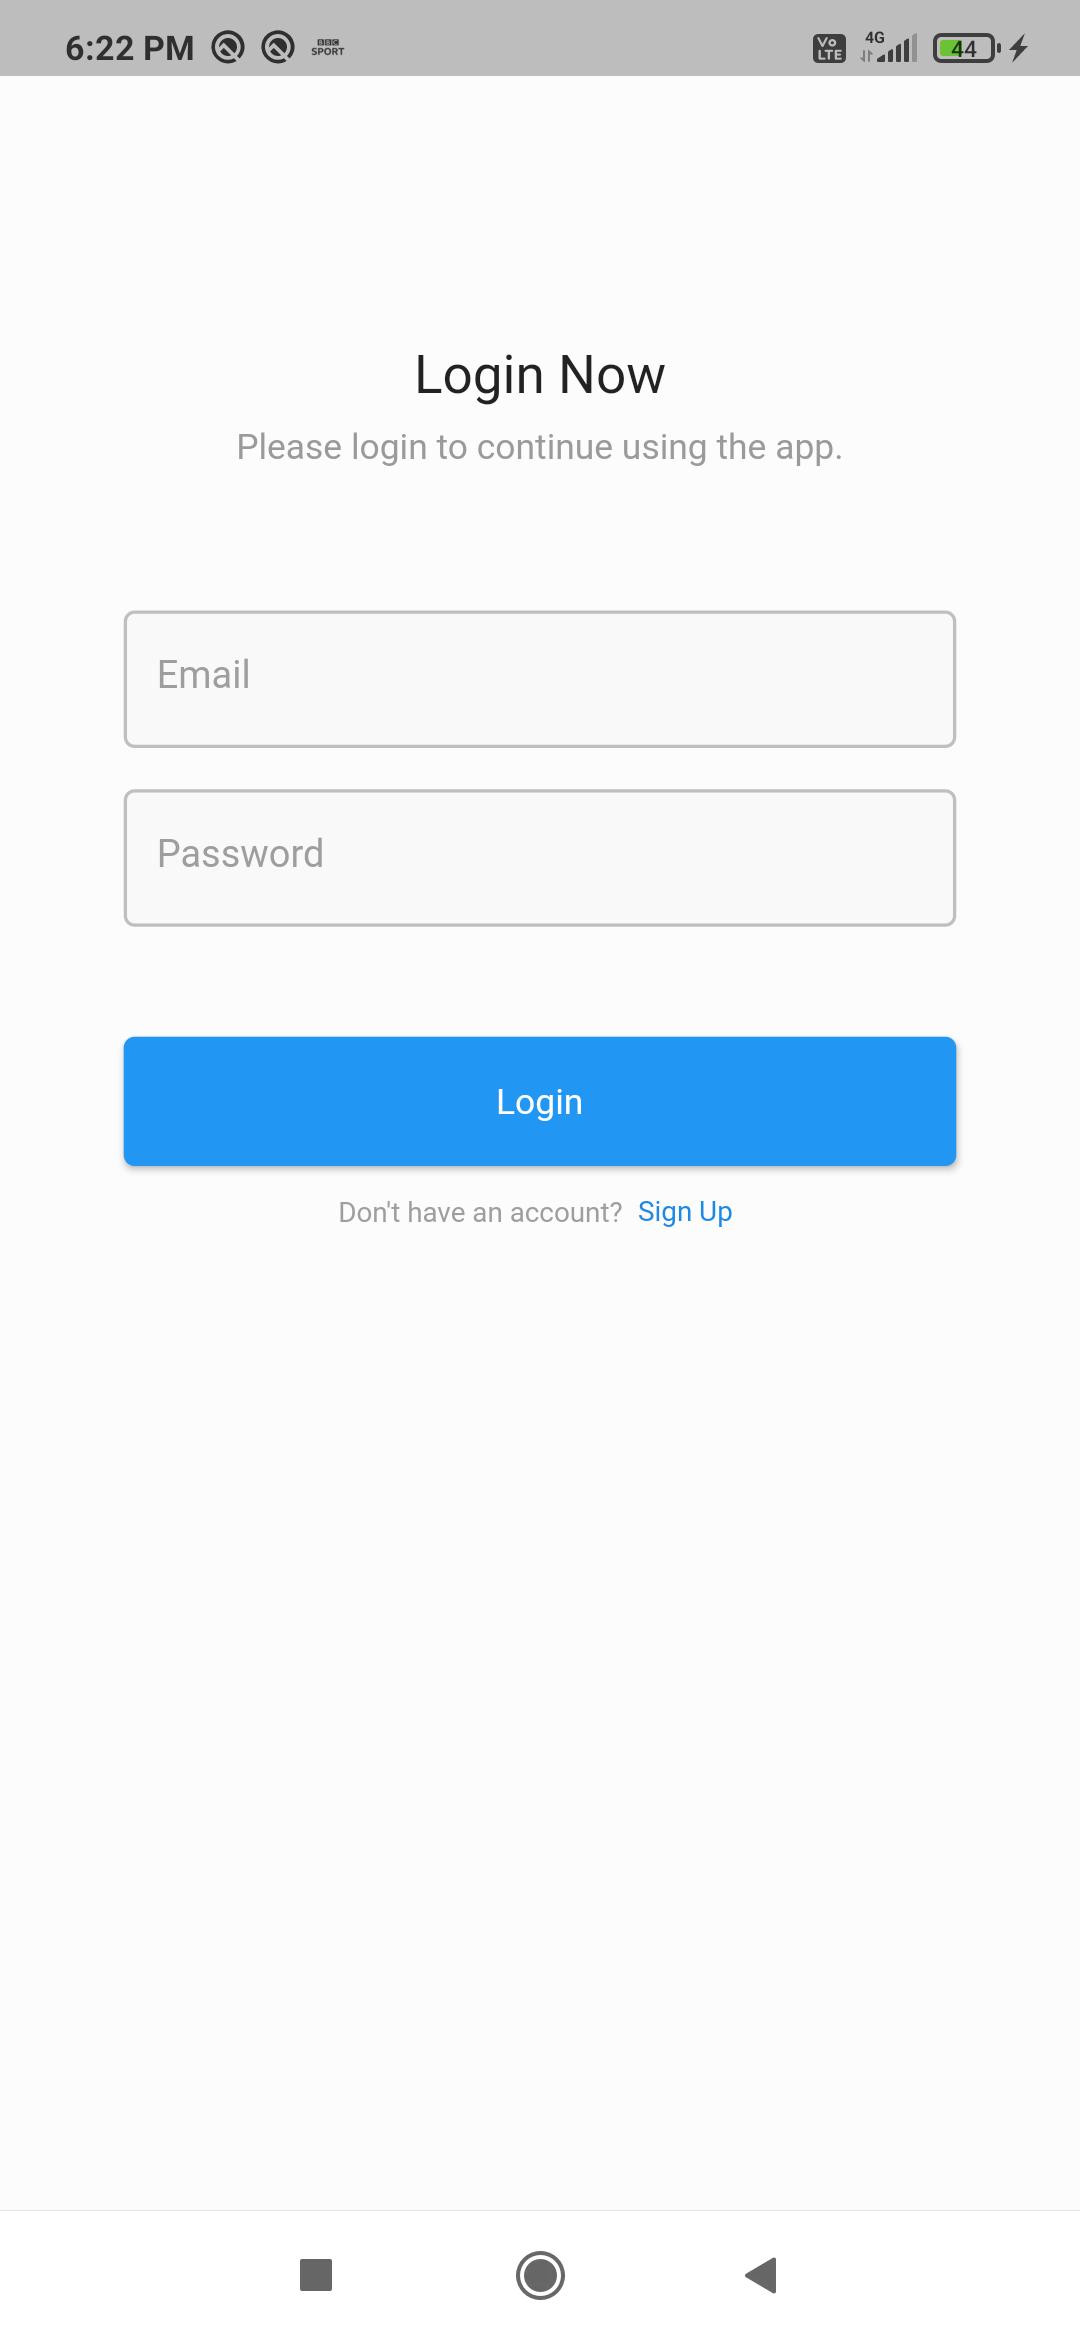 6:22 PM BBC SPORT Vo LTE 4G 44
Login Now
Please login to continue using the app.
Email
Password
Login
Don't have an account? Sign Up